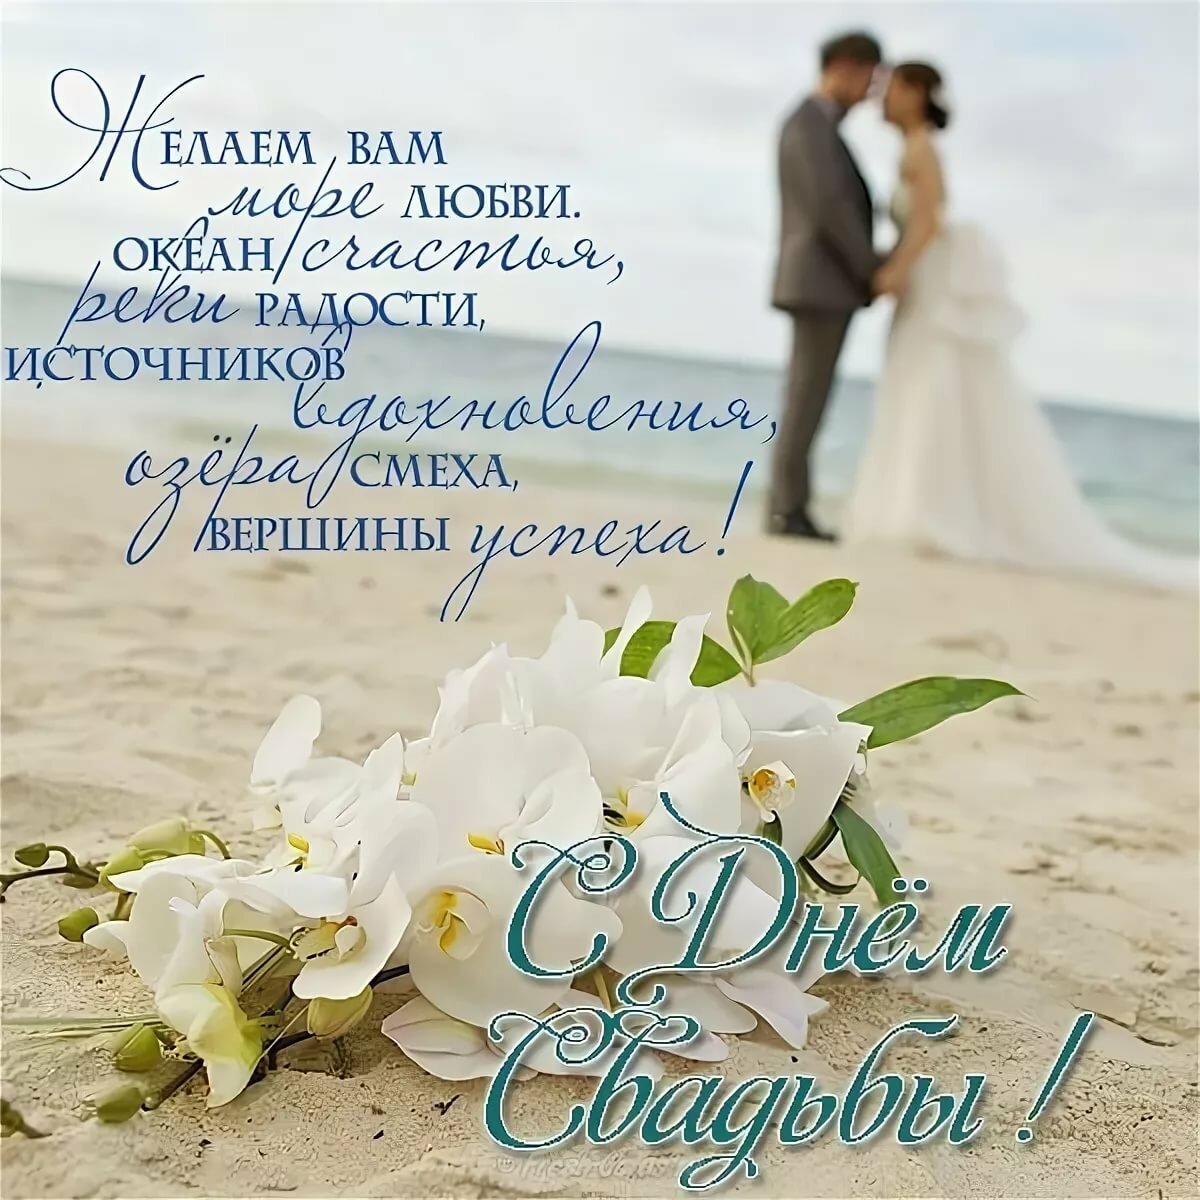 Желаем вам
море любви.
океан счастья,
реки радости,
источников
вдохновения,
озёра смеха,
вершины успеха!
С Днём
Свадьбы!